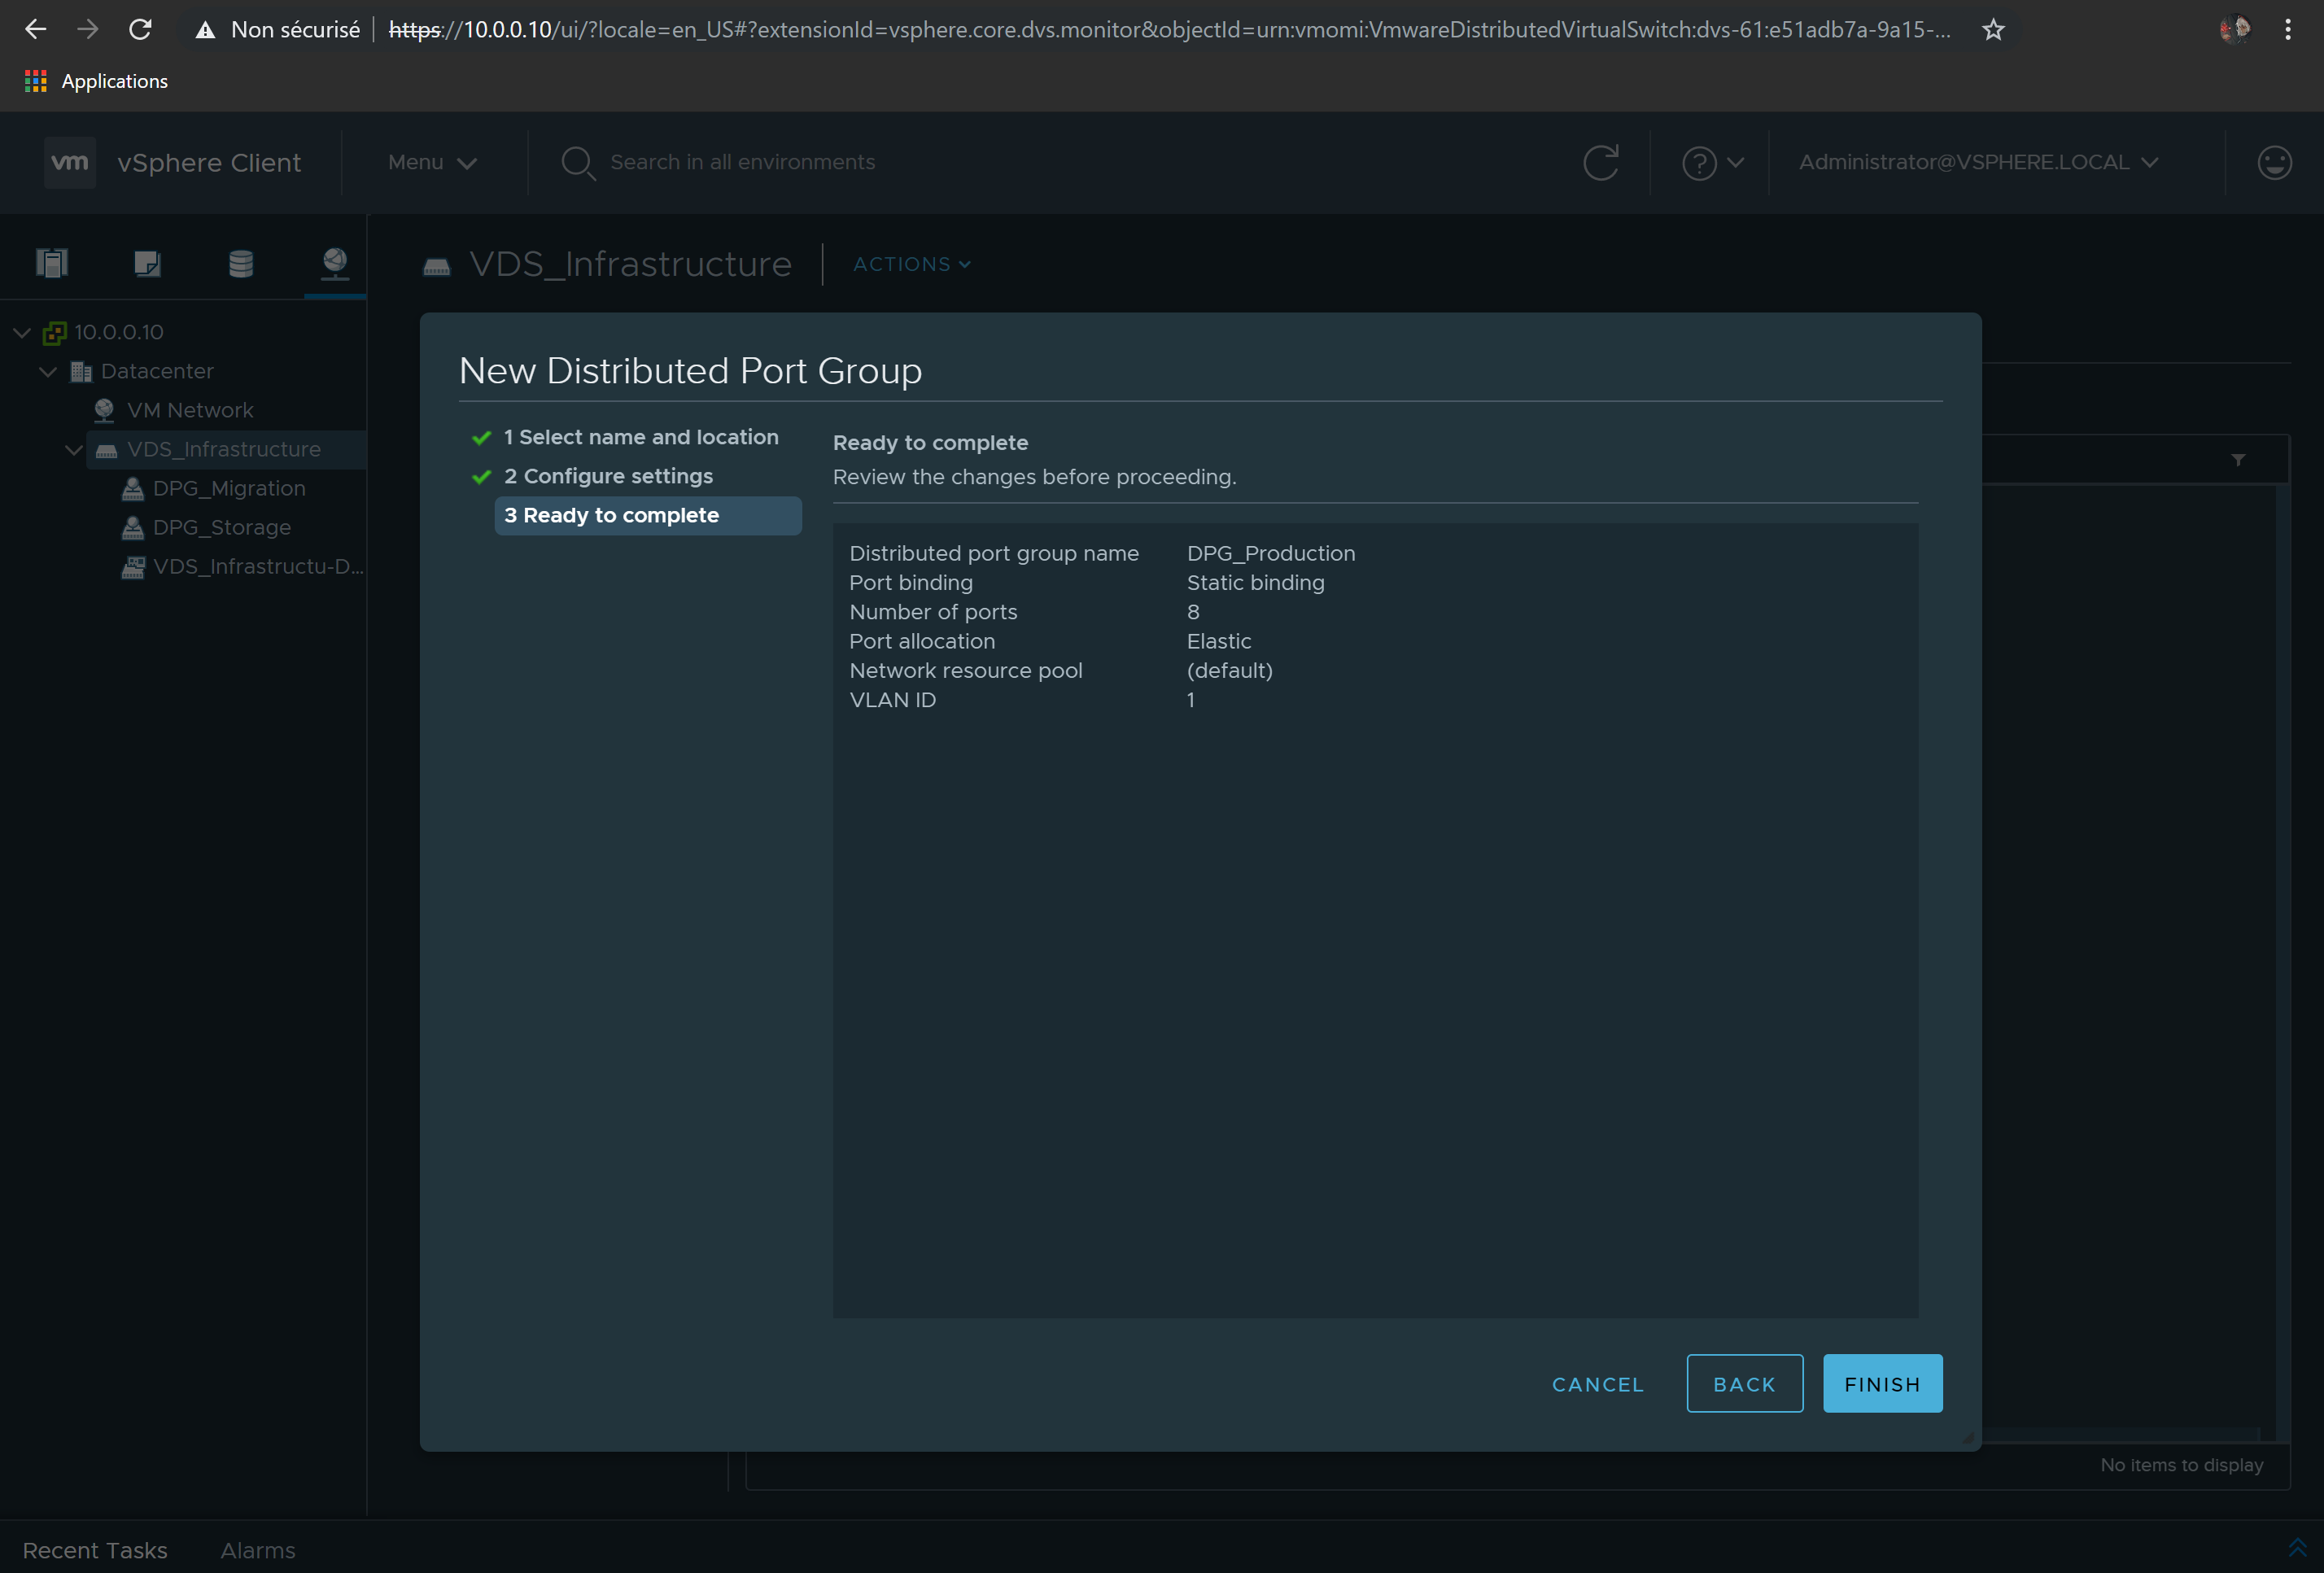 Non sécurisé | https://10.0.0.10/ui/?locale=en_US#?extensionId=vsphere.core.dvs.monitor&objectId=urn:vmomi:VmwareDistributedVirtualSwitch:dvs-61:e51adb7a-9a15-...
Applications
vm vSphere Client Menu Search in all environments ? Administrator@VSPHERE.LOCAL
VDS_Infrastructure ACTIONS
10.0.0.10
Datacenter
VM Network
VDS_Infrastructure
DPG_Migration
DPG_Storage
VDS_Infrastructu-D...
New Distributed Port Group
1 Select name and location
2 Configure settings
3 Ready to complete
Ready to complete
Review the changes before proceeding.
Distributed port group name DPG_Production
Port binding Static binding
Number of ports 8
Port allocation Elastic
Network resource pool (default)
VLAN ID 1
CANCEL BACK FINISH
No items to display
Recent Tasks Alarms